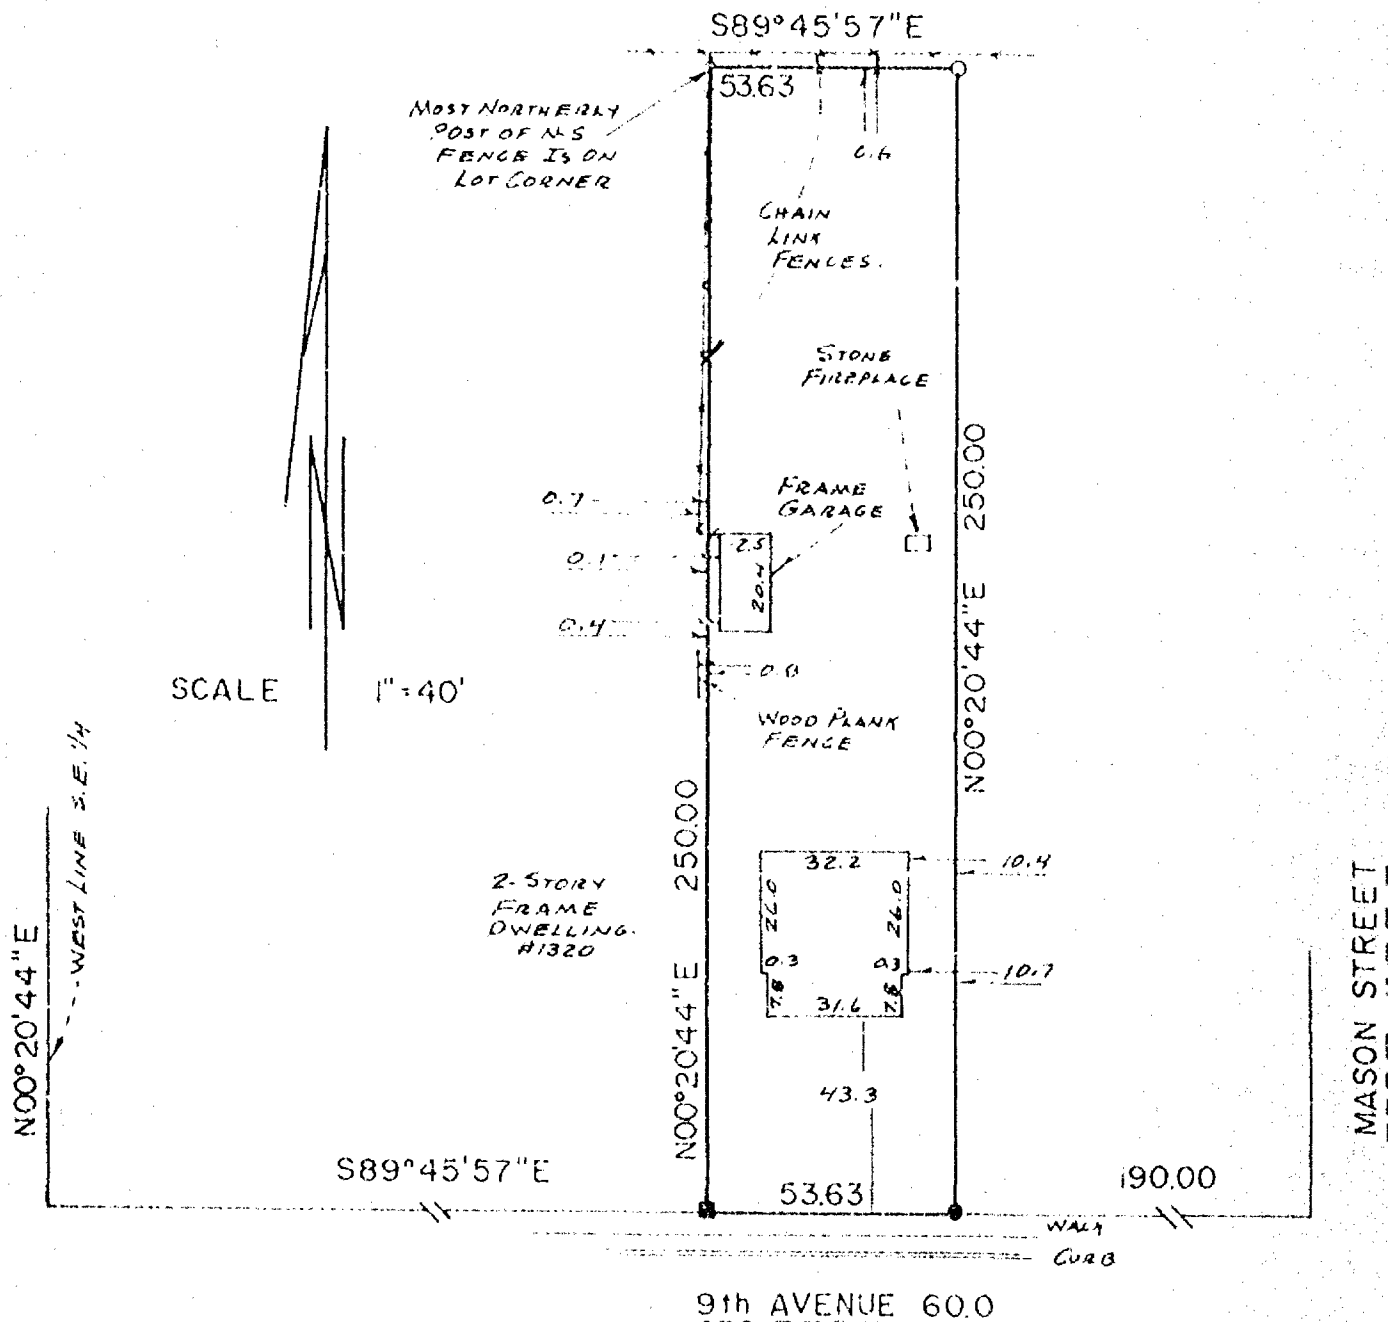 S89°45'57"E
53.63
MOST NORTHERLY
POST OF N-S
FENCE IS ON
LOT CORNER
0.6
CHAIN
LINK
FENCES.
STONE
FIREPLACE
250.00
N00°20'44"E
FRAME
GARAGE
0.7
0.1
0.4
20.4
0.8
WOOD PLANK
FENCE
SCALE 1"=40'
WEST LINE S.E. 1/4
N00°20'44"E
250.00
N00°20'44"E
2-STORY
FRAME
DWELLING.
#1320
32.2
26.0
26.0
10.4
0.3
0.3
10.7
7.8
31.6
7.8
43.3
MASON STREET
S89°45'57"E
53.63
190.00
WALK
CURB
9th AVENUE 60.0